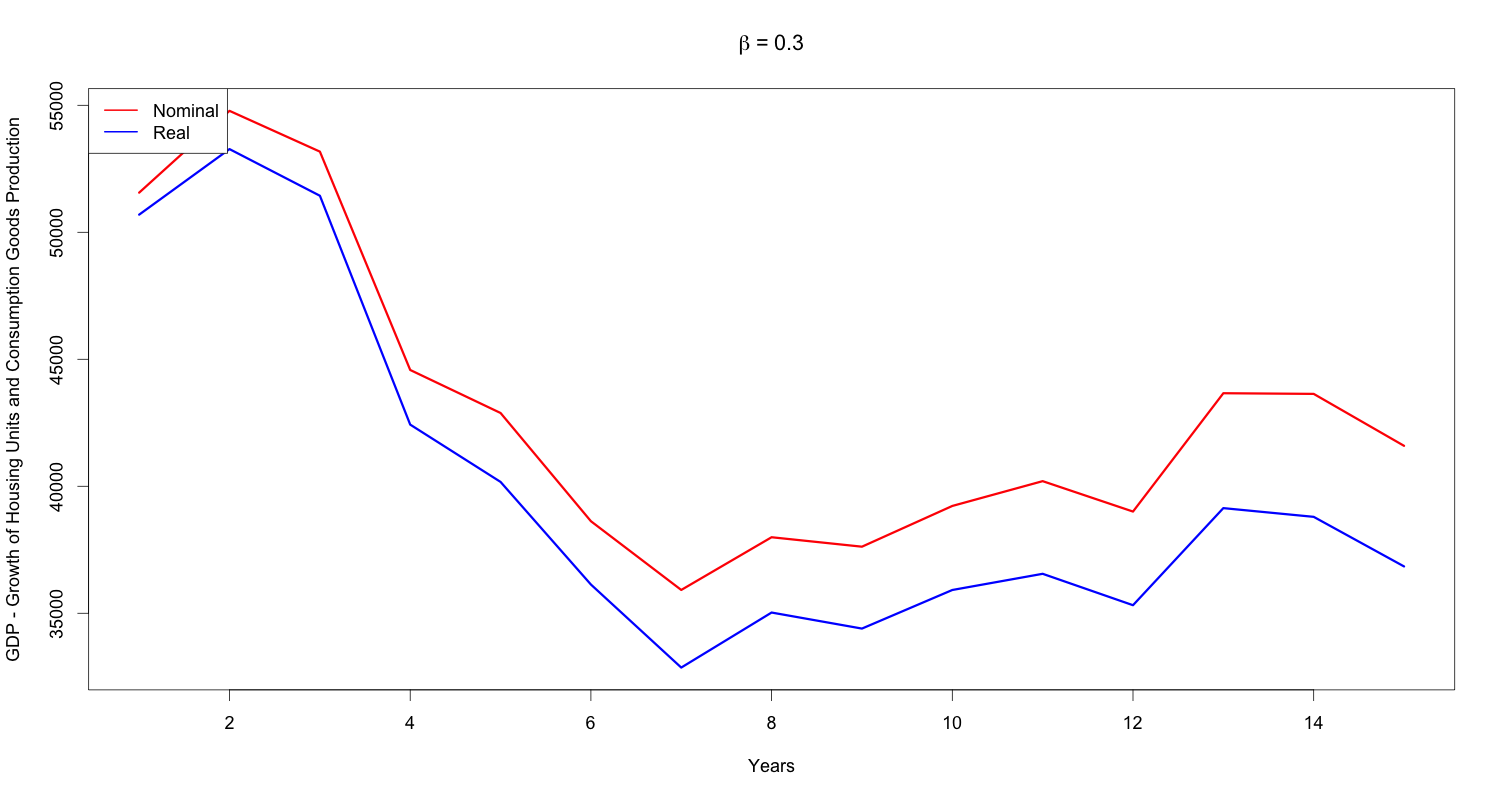 β = 0.3
Nominal
Real
GDP - Growth of Housing Units and Consumption Goods Production
55000
50000
45000
40000
35000
2 4 6 8 10 12 14
Years